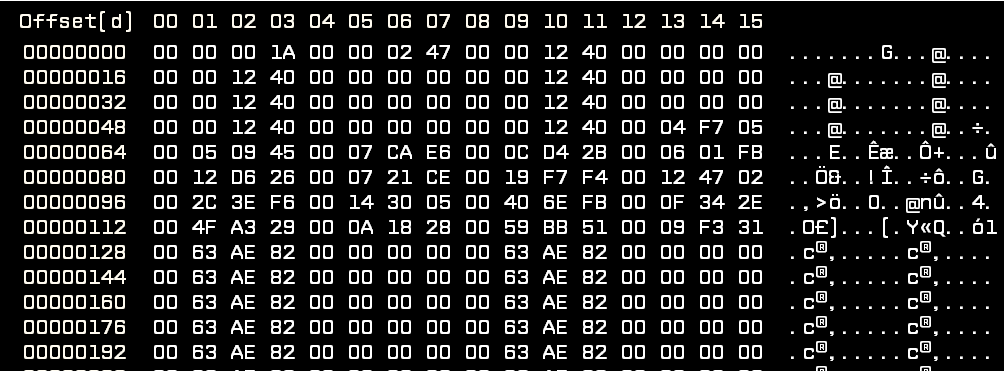 Offset[d] 00 01 02 03 04 05 06 07 08 09 10 11 12 13 14 15
00000000 00 00 00 1A 00 00 02 47 00 00 12 40 00 00 00 00 .......G...@....
00000016 00 00 12 40 00 00 00 00 00 00 12 40 00 00 00 00 ...@.......@....
00000032 00 00 12 40 00 00 00 00 00 00 12 40 00 00 00 00 ...@.......@....
00000048 00 00 12 40 00 00 00 00 00 00 12 40 00 04 F7 05 ...@.......@..÷.
00000064 00 05 09 45 00 07 CA E6 00 0C D4 2B 00 06 01 FB ...E..Êæ..Ô+...û
00000080 00 12 D6 26 00 07 21 CE 00 19 F7 F4 00 12 47 02 ..Ö&..!Î..÷ô..G.
00000096 00 2C 3E F6 00 14 30 05 00 40 6E FB 00 0F 34 2E .,>ö..0..@nû..4.
00000112 00 4F A3 29 00 0A 18 28 00 59 BB 51 00 09 F3 31 .O£)...(.Y»Q..ó1
00000128 00 63 AE 82 00 00 00 00 00 63 AE 82 00 00 00 00 .c®‚.....c®‚....
00000144 00 63 AE 82 00 00 00 00 00 63 AE 82 00 00 00 00 .c®‚.....c®‚....
00000160 00 63 AE 82 00 00 00 00 00 63 AE 82 00 00 00 00 .c®‚.....c®‚....
00000176 00 63 AE 82 00 00 00 00 00 63 AE 82 00 00 00 00 .c®‚.....c®‚....
00000192 00 63 AE 82 00 00 00 00 00 63 AE 82 00 00 00 00 .c®‚.....c®‚....